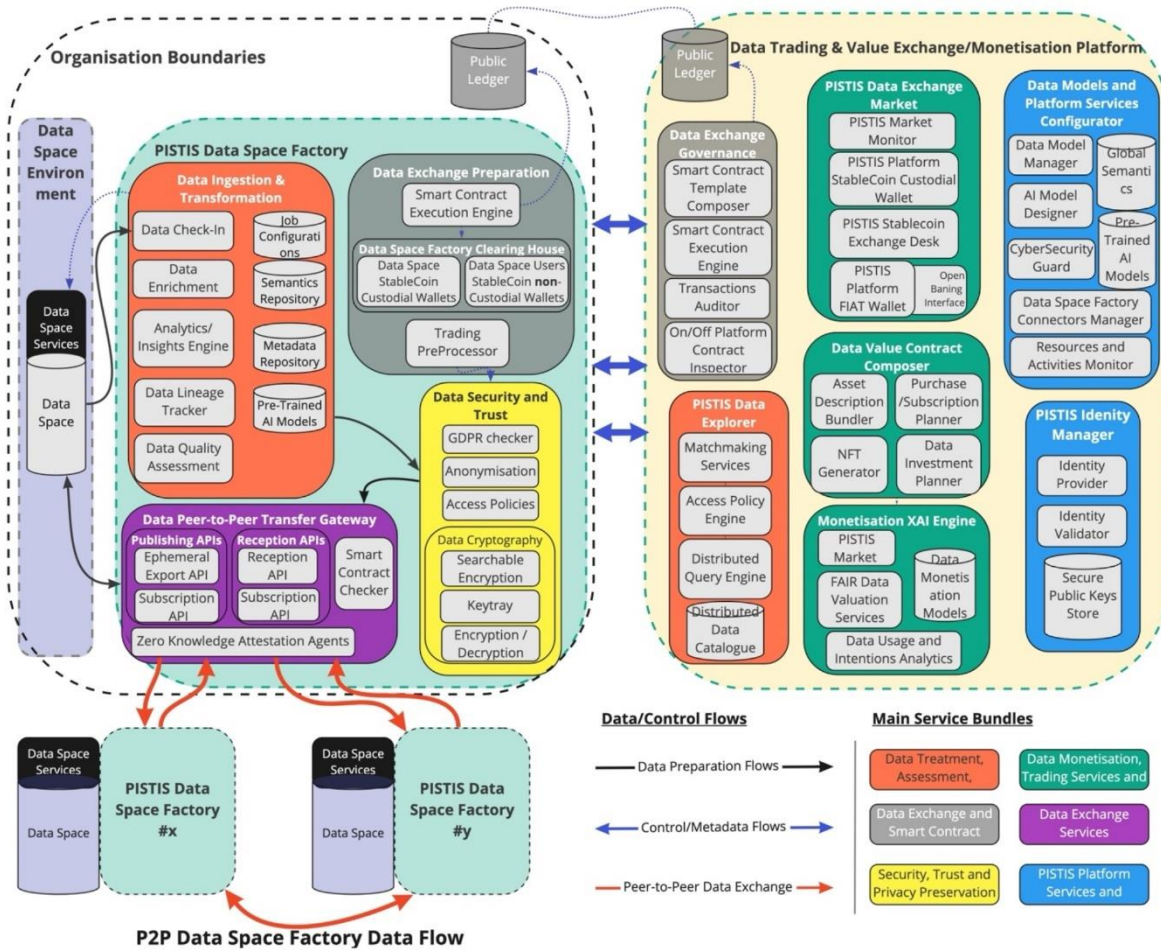 Organisation Boundaries
Public
Ledger
Data
Space
Environ
ment
Data
Space
Services
Data
Space
PISTIS Data Space Factory
Data Ingestion &
Transformation
Data Check-In
Data
Enrichment
Analytics/
Insights Engine
Data Lineage
Tracker
Data Quality
Assessment
Job
Configurati
ons
Semantics
Repository
Metadata
Repository
Pre-Trained
AI Models
Data Exchange Preparation
Smart Contract
Execution Engine
Data Space Factory Clearing House
Data Space
StableCoin
Custodial Wallets
Data Space Users
StableCoin non-
Custodial Wallets
Trading
PreProcessor
Data Security and
Trust
GDPR checker
Anonymisation
Access Policies
Data Cryptography
Searchable
Encryption
Keytray
Encryption /
Decryption
Data Peer-to-Peer Transfer Gateway
Publishing APIs
Ephemeral
Export API
Subscription
API
Reception APIs
Reception
API
Subscription
API
Smart
Contract
Checker
Zero Knowledge Attestation Agents
Public
Ledger
Data Trading & Value Exchange/Monetisation Platform
Data Exchange
Governance
Smart Contract
Template
Composer
Smart Contract
Execution
Engine
Transactions
Auditor
On/Off Platform
Contract
Inspector
PISTIS Data
Explorer
Matchmaking
Services
Access Policy
Engine
Distributed
Query Engine
Distributed
Data
Catalogue
PISTIS Data Exchange
Market
PISTIS Market
Monitor
PISTIS Platform
StableCoin Custodial
Wallet
PISTIS Stablecoin
Exchange Desk
PISTIS
Platform
FIAT Wallet
Open
Baning
Interface
Data Value Contract
Composer
Asset
Description
Bundler
Purchase
/Subscription
Planner
NFT
Generator
Data
Investment
Planner
Monetisation XAI Engine
PISTIS
Market
FAIR Data
Valuation
Services
Data
Monetis
ation
Models
Data Usage and
Intentions Analytics
Data Models and
Platform Services
Configurator
Data Model
Manager
AI Model
Designer
CyberSecurity
Guard
Global
Semanti
cs
Pre-
Trained
AI Models
Data Space Factory
Connectors Manager
Resources and
Activities Monitor
PISTIS Identity
Manager
Identity
Provider
Identity
Validator
Secure
Public Keys
Store
Data Space
Services
Data Space
PISTIS Data
Space Factory
#x
Data Space
Services
Data Space
PISTIS Data
Space Factory
#y
P2P Data Space Factory Data Flow
Data/Control Flows
Data Preparation Flows
Control/Metadata Flows
Peer-to-Peer Data Exchange
Main Service Bundles
Data Treatment,
Assessment,
Data Monetisation,
Trading Services and
Data Exchange and
Smart Contract
Data Exchange
Services
Security, Trust and
Privacy Preservation
PISTIS Platform
Services and